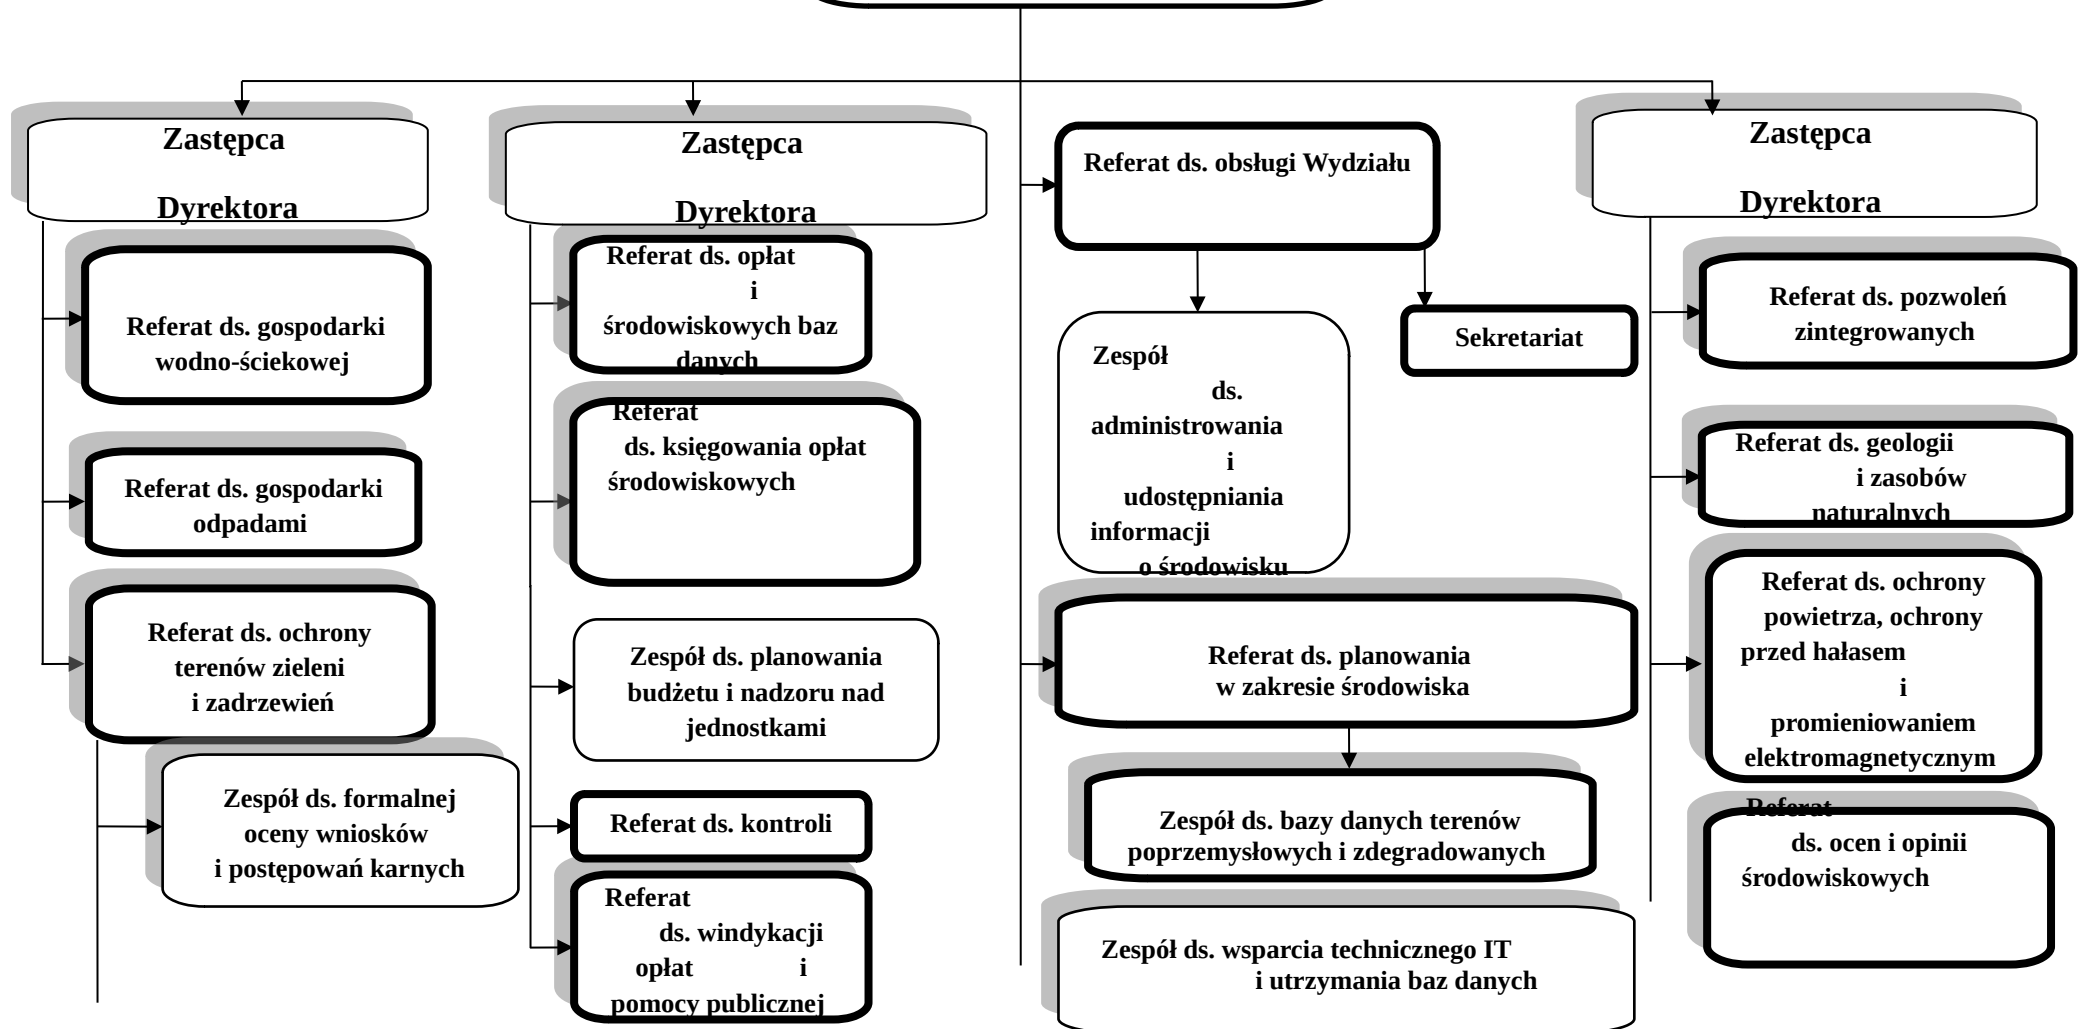 Zastępca
Dyrektora
Referat ds. gospodarki
wodno-ściekowej
Referat ds. gospodarki
odpadami
Referat ds. ochrony
terenów zieleni
i zadrzewień
Zespół ds. formalnej
oceny wniosków
i postępowań karnych
Zastępca
Dyrektora
Referat ds. opłat
i
środowiskowych baz
danych
Referat
ds. księgowania opłat
środowiskowych
Zespół ds. planowania
budżetu i nadzoru nad
jednostkami
Referat ds. kontroli
Referat
ds. windykacji
opłat i
pomocy publicznej
Referat ds. obsługi Wydziału
Zespół
ds.
administrowania
i
udostępniania
informacji
o środowisku
Sekretariat
Referat ds. planowania
w zakresie środowiska
Zespół ds. bazy danych terenów
poprzemysłowych i zdegradowanych
Zespół ds. wsparcia technicznego IT
i utrzymania baz danych
Zastępca
Dyrektora
Referat ds. pozwoleń
zintegrowanych
Referat ds. geologii
i zasobów
naturalnych
Referat ds. ochrony
powietrza, ochrony
przed hałasem
i
promieniowaniem
elektromagnetycznym
Referat
ds. ocen i opinii
środowiskowych